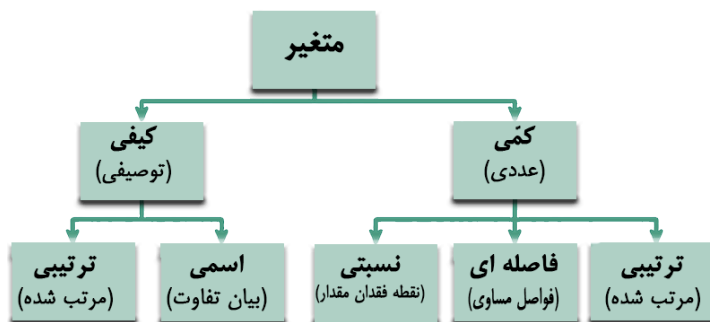 متغیر
کمّی
(عددی)
کیفی
(توصیفی)
ترتیبی
(مرتب شده)
فاصله ای
(فواصل مساوی)
نسبتی
(نقطه فقدان مقدار)
اسمی
(بیان تفاوت)
ترتیبی
(مرتب شده)